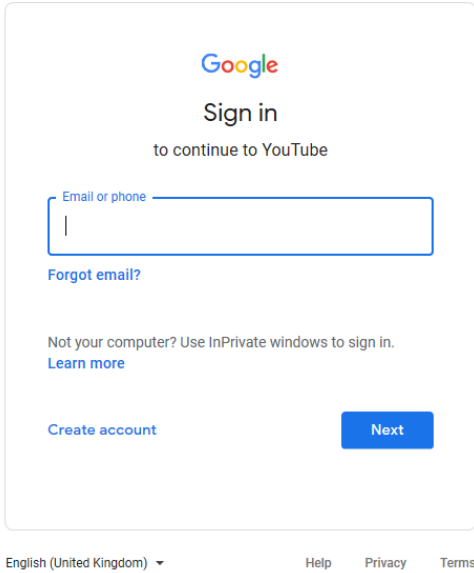 Google
Sign in
to continue to YouTube
Email or phone
Forgot email?
Not your computer? Use InPrivate windows to sign in.
Learn more
Create account
Next
English (United Kingdom)
Help Privacy Terms